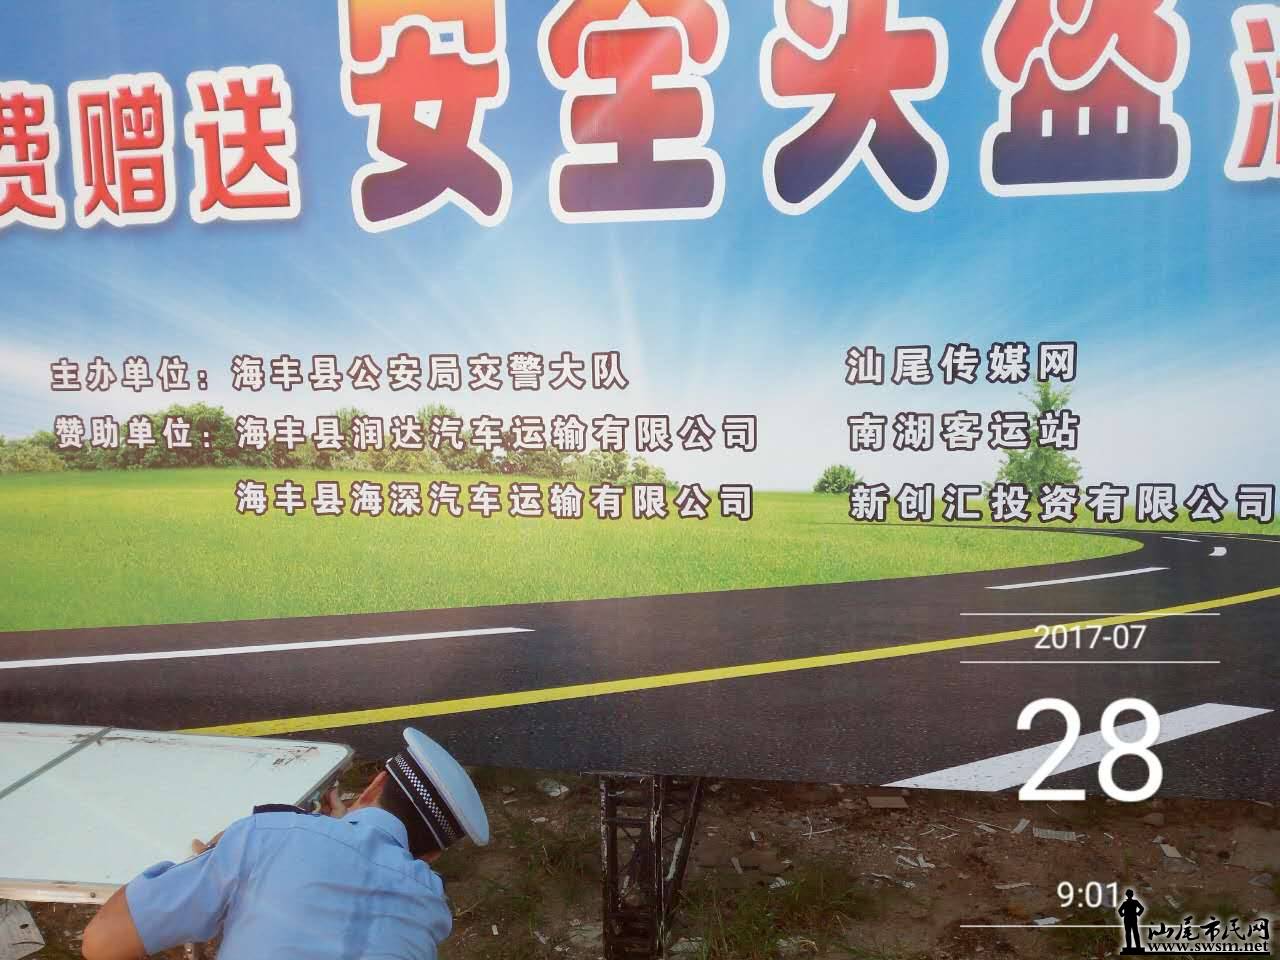 费赠送 安全头盔 活
主办单位：海丰县公安局交警大队 汕尾传媒网
赞助单位：海丰县润达汽车运输有限公司 南湖客运站
海丰县海深汽车运输有限公司 新创汇投资有限公司
2017-07
28
9:01
汕尾市民网
www.swsm.net